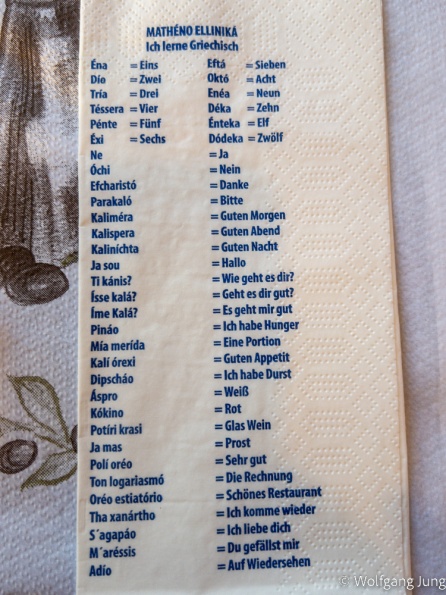 MATHÉNO ELLINIKÁ
Ich lerne Griechisch
Éna = Eins Eftá = Sieben
Dío = Zwei Októ = Acht
Tría = Drei Enéa = Neun
Téssera = Vier Déka = Zehn
Pénte = Fünf Énteka = Elf
Éxi = Sechs Dódeka = Zwölf
Ne = Ja
Óchi = Nein
Efcharistó = Danke
Parakaló = Bitte
Kaliméra = Guten Morgen
Kalispera = Guten Abend
Kaliníchta = Guten Nacht
Ja sou = Hallo
Ti kánis? = Wie geht es dir?
Ísse kalá? = Geht es dir gut?
Íme Kalá? = Es geht mir gut
Pináo = Ich habe Hunger
Mía merída = Eine Portion
Kalí órexi = Guten Appetit
Dipscháo = Ich habe Durst
Áspro = Weiß
Kókino = Rot
Potíri krasi = Glas Wein
Ja mas = Prost
Polí oréo = Sehr gut
Ton logariasmó = Die Rechnung
Oréo estiatório = Schönes Restaurant
Tha xanártho = Ich komme wieder
S´agapáo = Ich liebe dich
M´aréssis = Du gefällst mir
Adío = Auf Wiedersehen
© Wolfgang Jung